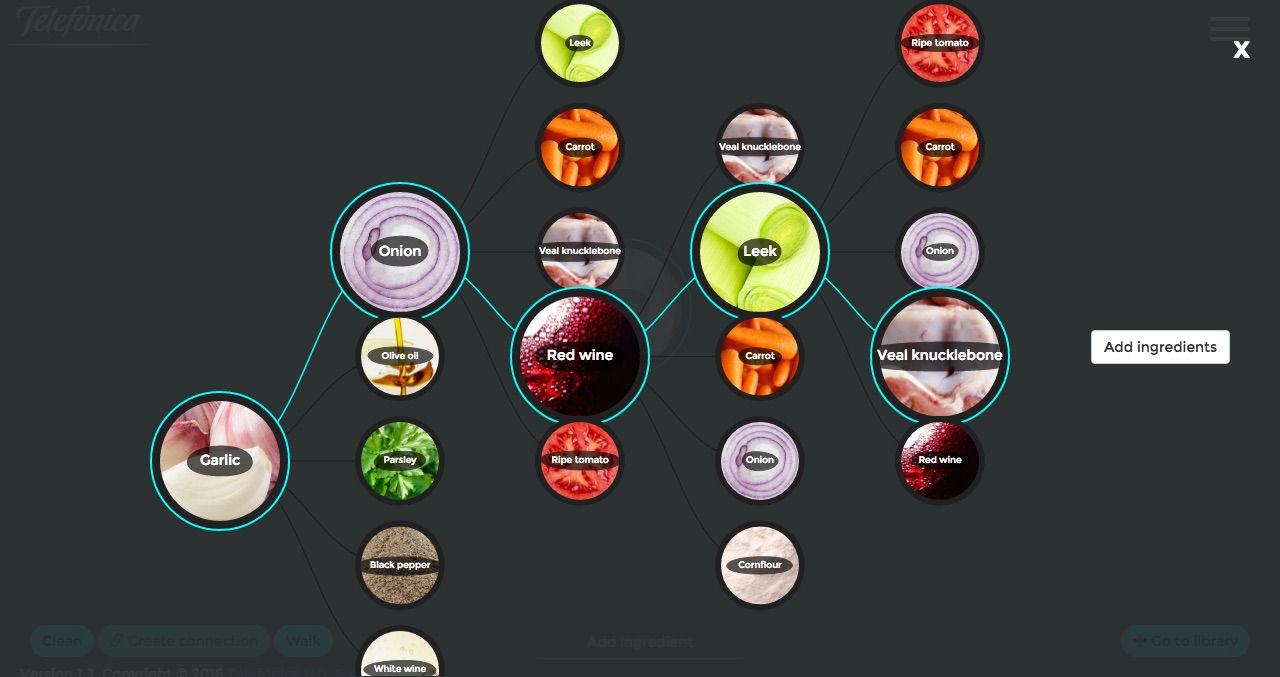 Telefónica
X
Leek
Ripe tomato
Carrot
Veal knucklebone
Carrot
Onion
Veal knucklebone
Leek
Onion
Olive oil
Red wine
Carrot
Veal knucklebone
Add ingredients
Garlic
Parsley
Ripe tomato
Onion
Red wine
Black pepper
Cornflour
Clean
Create connection
Walk
Add ingredient
Go to library
White wine
Version 1.3. Copyright © 2016